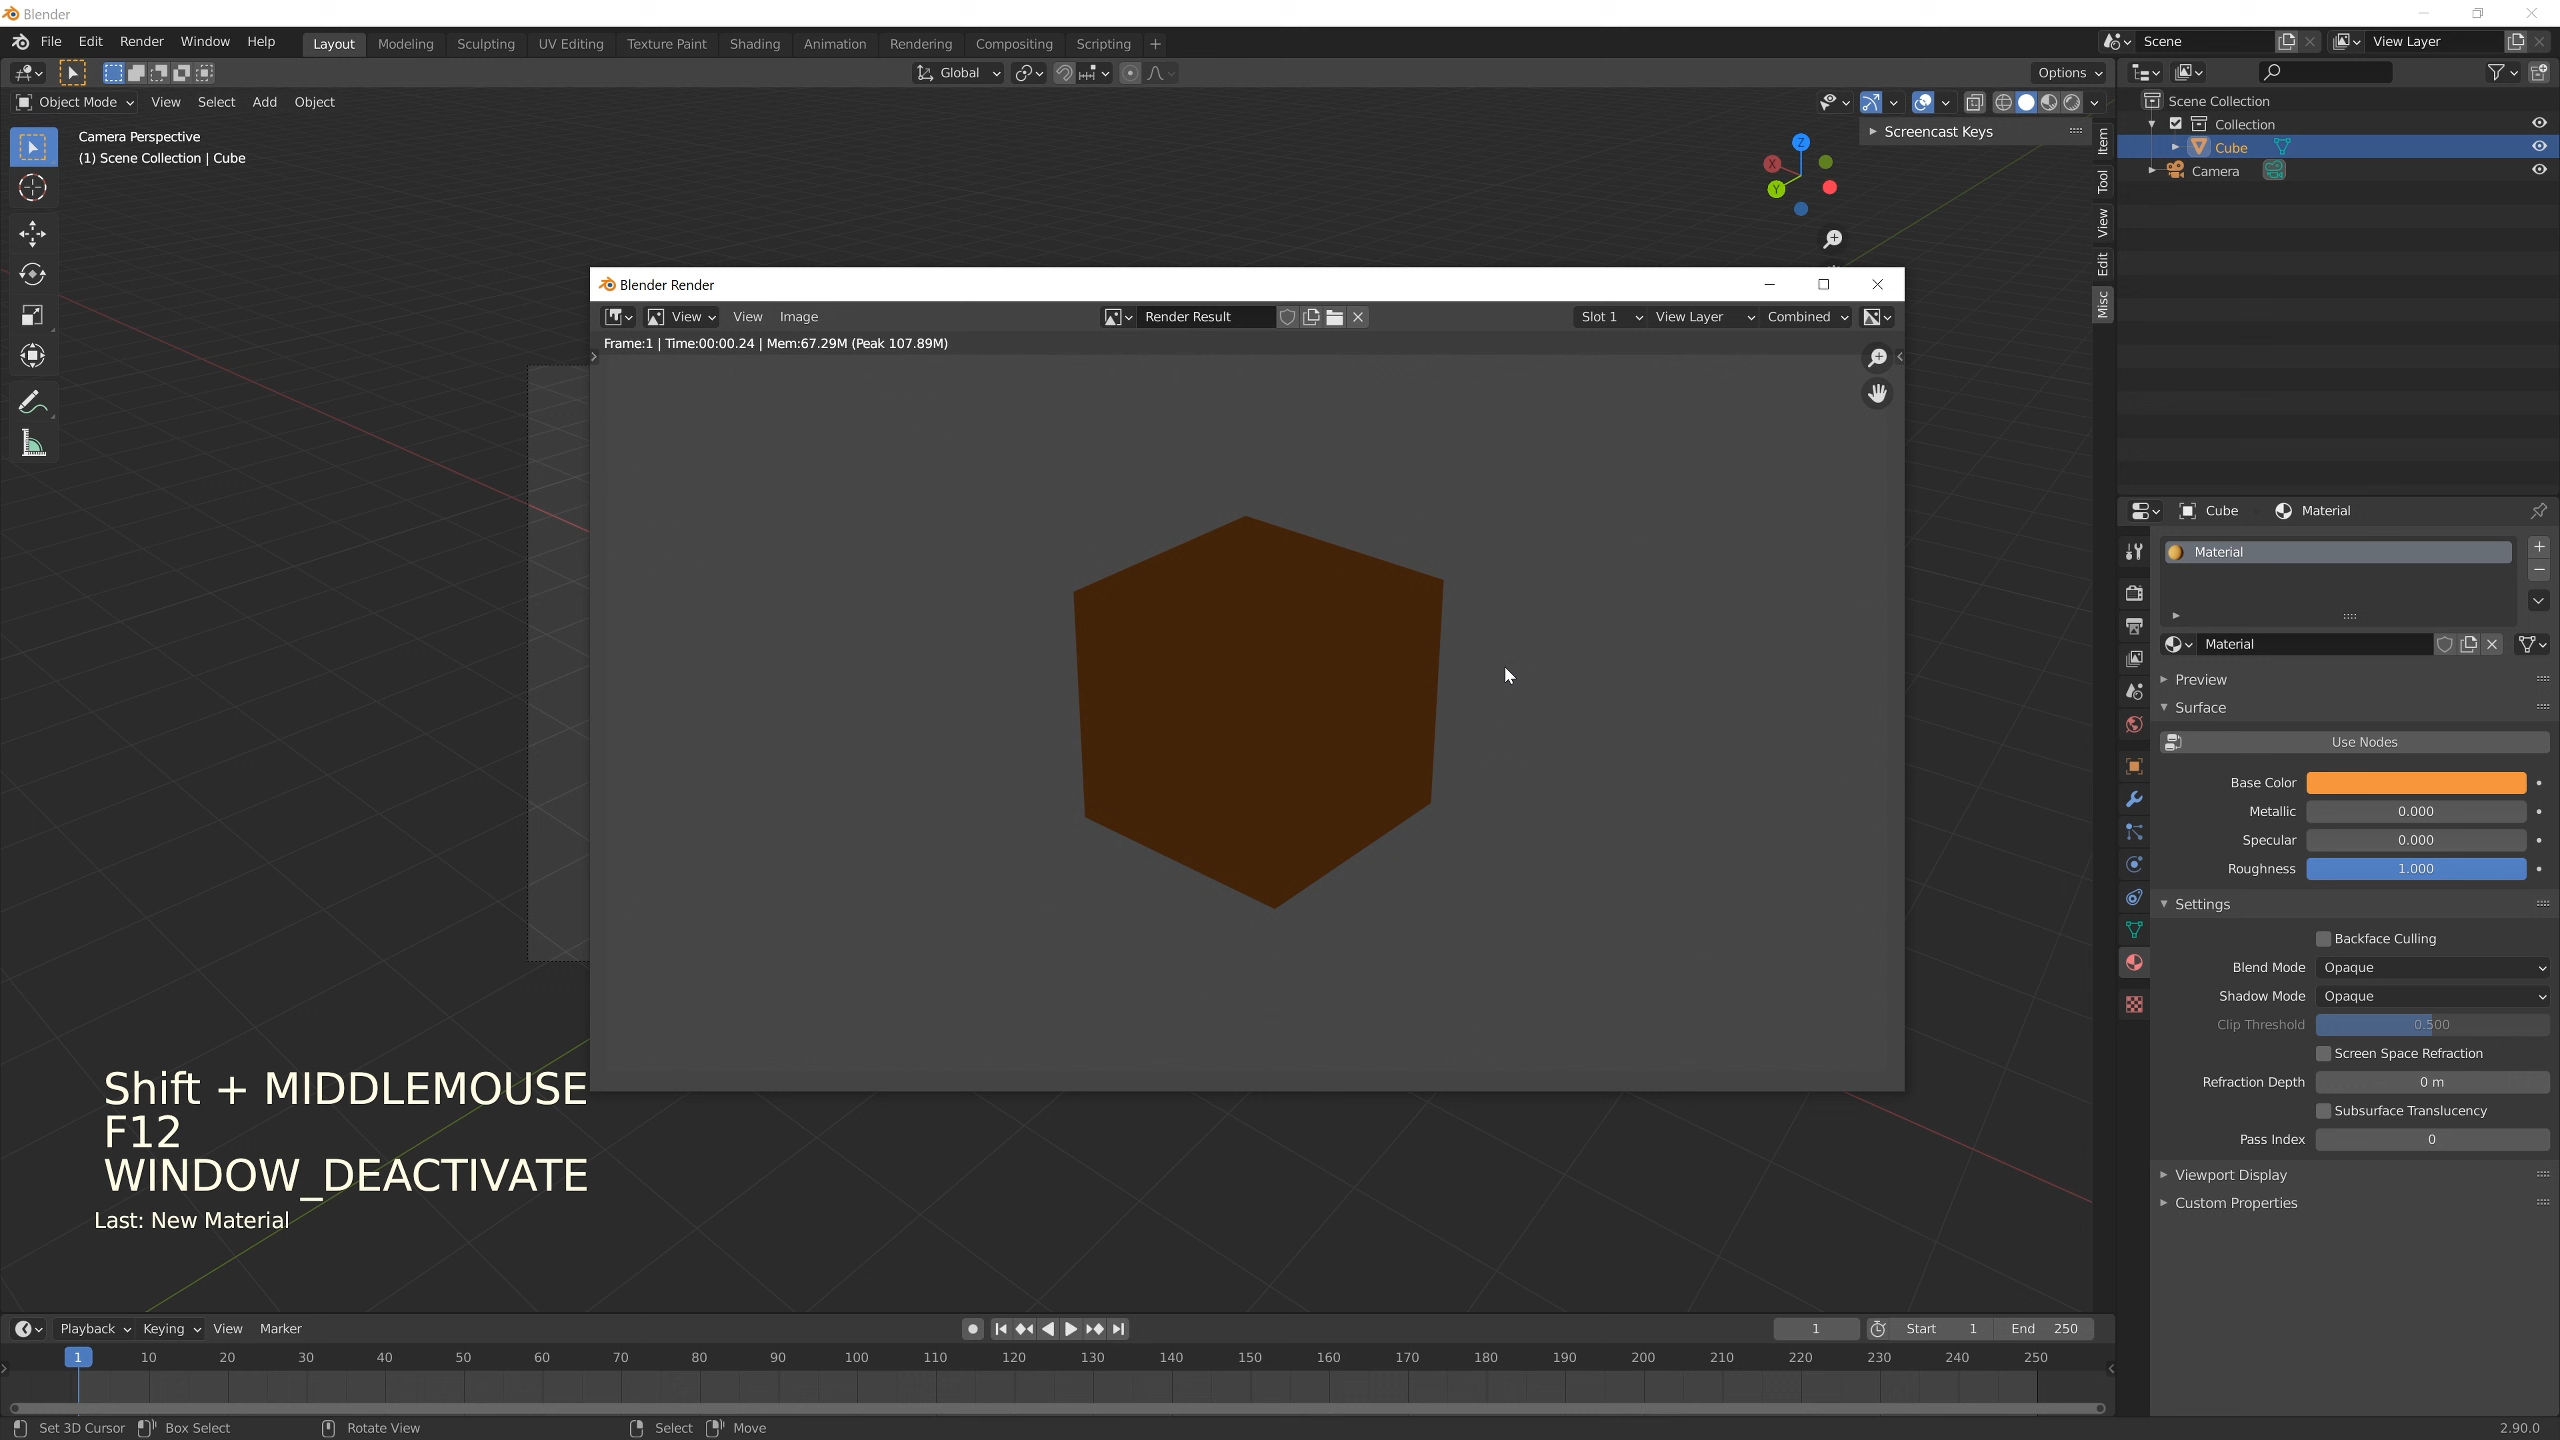 Blender
File Edit Render Window Help Layout Modeling Sculpting UV Editing Texture Paint Shading Animation Rendering Compositing Scripting + Scene View Layer
Global Options
Object Mode View Select Add Object
Camera Perspective
(1) Scene Collection | Cube
Screencast Keys
Z
X
Y
Item
Tool
View
Edit
Misc
Scene Collection
Collection
Cube
Camera
Blender Render
View View Image Render Result Slot 1 View Layer Combined
Frame:1 | Time:00:00.24 | Mem:67.29M (Peak 107.89M)
Cube Material
Material
Material
Preview
Surface
Use Nodes
Base Color
Metallic 0.000
Specular 0.000
Roughness 1.000
Settings
Backface Culling
Blend Mode Opaque
Shadow Mode Opaque
Clip Threshold 0.500
Screen Space Refraction
Refraction Depth 0 m
Subsurface Translucency
Pass Index 0
Viewport Display
Custom Properties
Shift + MIDDLEMOUSE
F12
WINDOW_DEACTIVATE
Last: New Material
Playback Keying View Marker 1 Start 1 End 250
1 10 20 30 40 50 60 70 80 90 100 110 120 130 140 150 160 170 180 190 200 210 220 230 240 250
Set 3D Cursor Box Select Rotate View Select Move 2.90.0